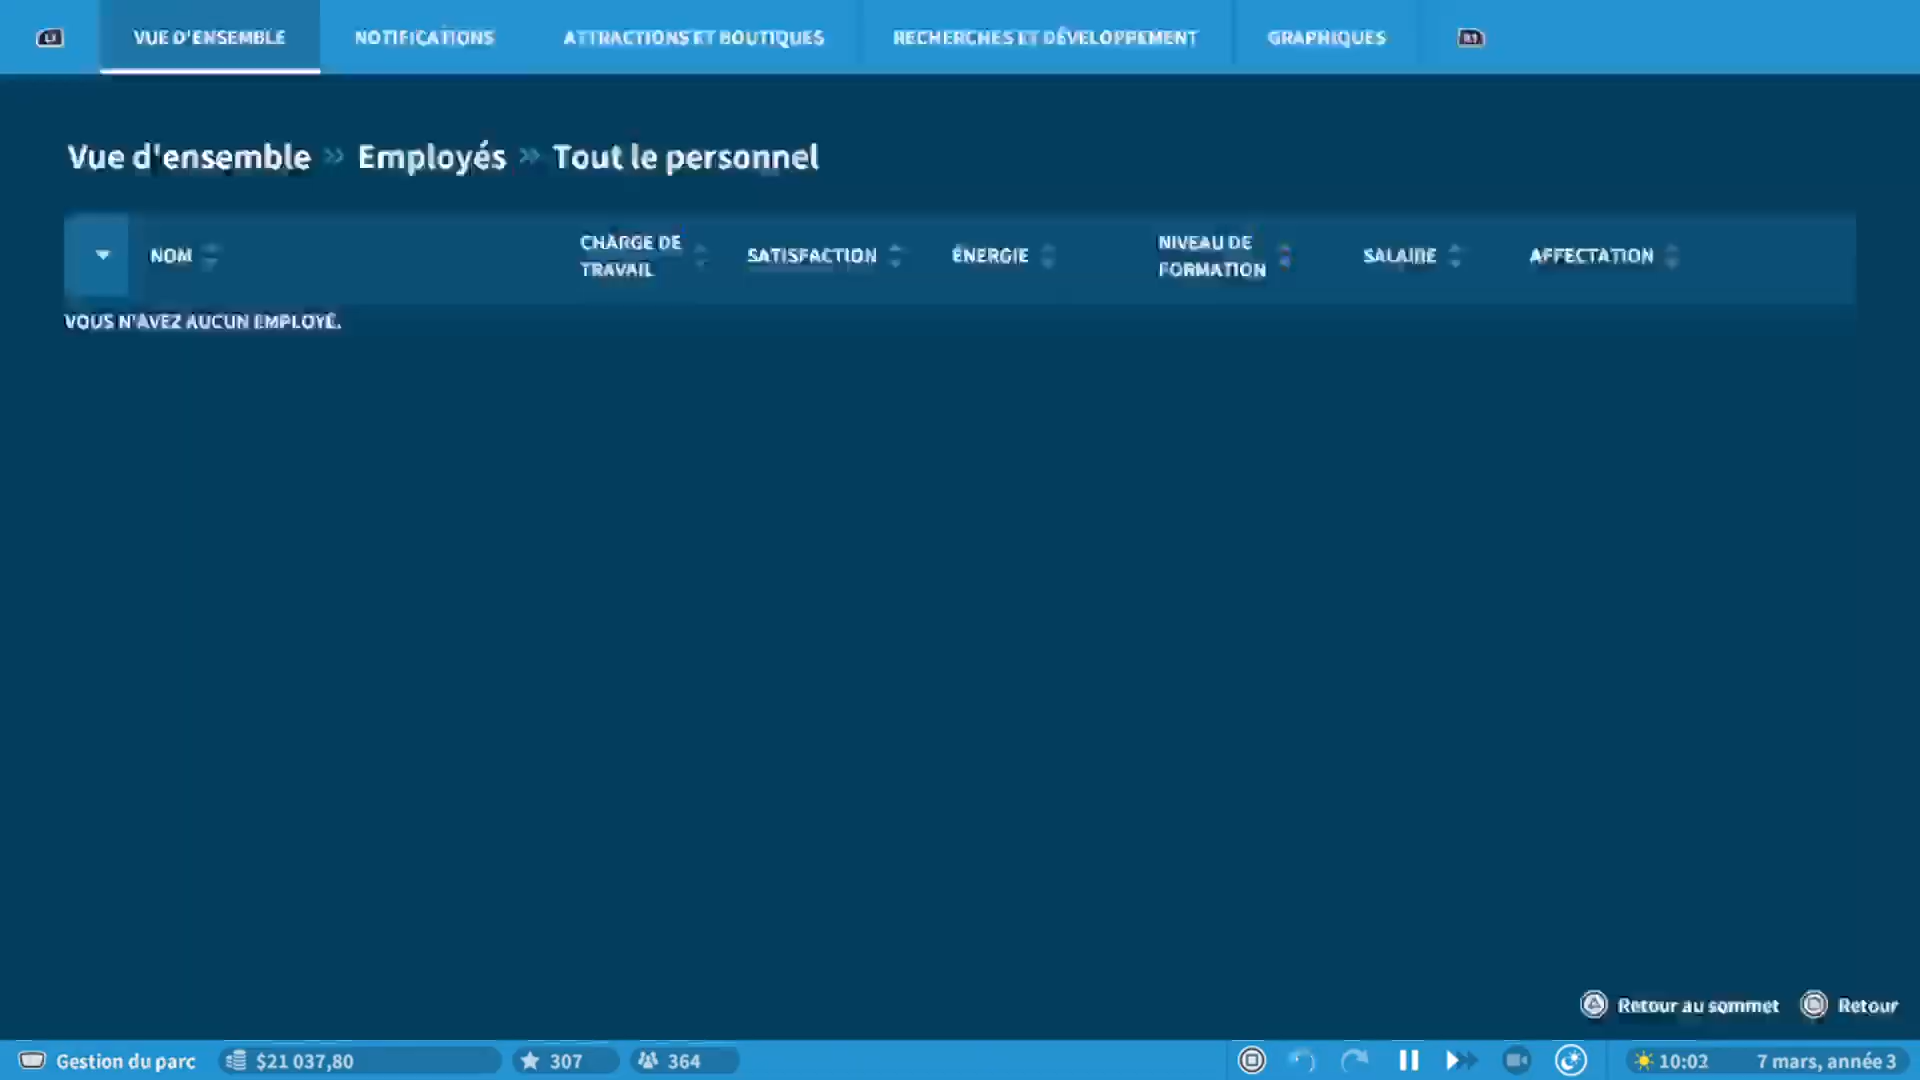 L1
VUE D'ENSEMBLE
NOTIFICATIONS
ATTRACTIONS ET BOUTIQUES
RECHERCHES ET DÉVELOPPEMENT
GRAPHIQUES
R1
Vue d'ensemble » Employés » Tout le personnel
NOM
CHARGE DE
TRAVAIL
SATISFACTION
ÉNERGIE
NIVEAU DE
FORMATION
SALAIRE
AFFECTATION
VOUS N'AVEZ AUCUN EMPLOYÉ.
Retour au sommet
Retour
Gestion du parc
$21 037,80
307
364
10:02
7 mars, année 3